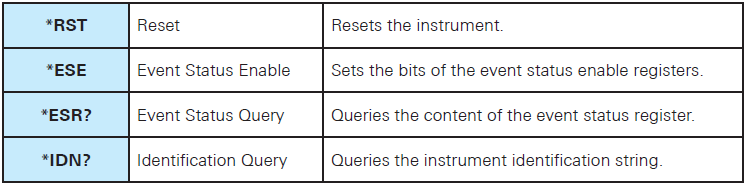 *RST Reset Resets the instrument.
*ESE Event Status Enable Sets the bits of the event status enable registers.
*ESR? Event Status Query Queries the content of the event status register.
*IDN? Identification Query Queries the instrument identification string.